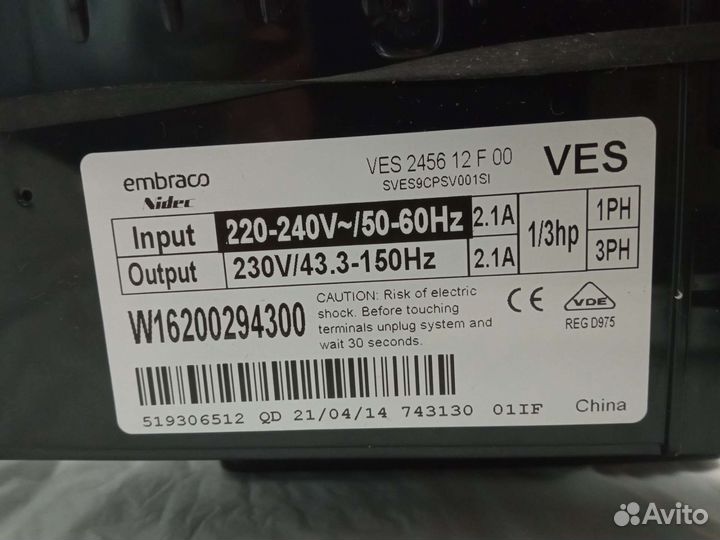 VES 2456 12 F 00 VES
embraco SVES9CPSV001SI
Nidec
Input 220-240V~/50-60Hz 2.1A 1/3hp 1PH
Output 230V/43.3-150Hz 2.1A 3PH
W16200294300
CAUTION: Risk of electric
shock. Before touching
terminals unplug system and
wait 30 seconds.
CE VDE
REG D975
519306512 QD 21/04/14 743130 01IF China
Avito